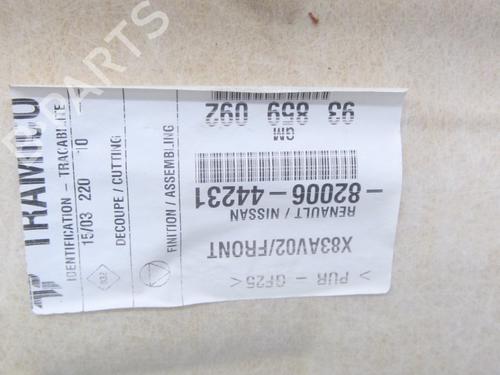 TRAMICO
IDENTIFICATION - TRACABILITE
15/03 220 10
DECOUPE / CUTTING
FINITION / ASSEMBLING
> PUR - GF25 <
X83AV02/FRONT
RENAULT / NISSAN
82006-44231-
GM
93 859 092
PARTS